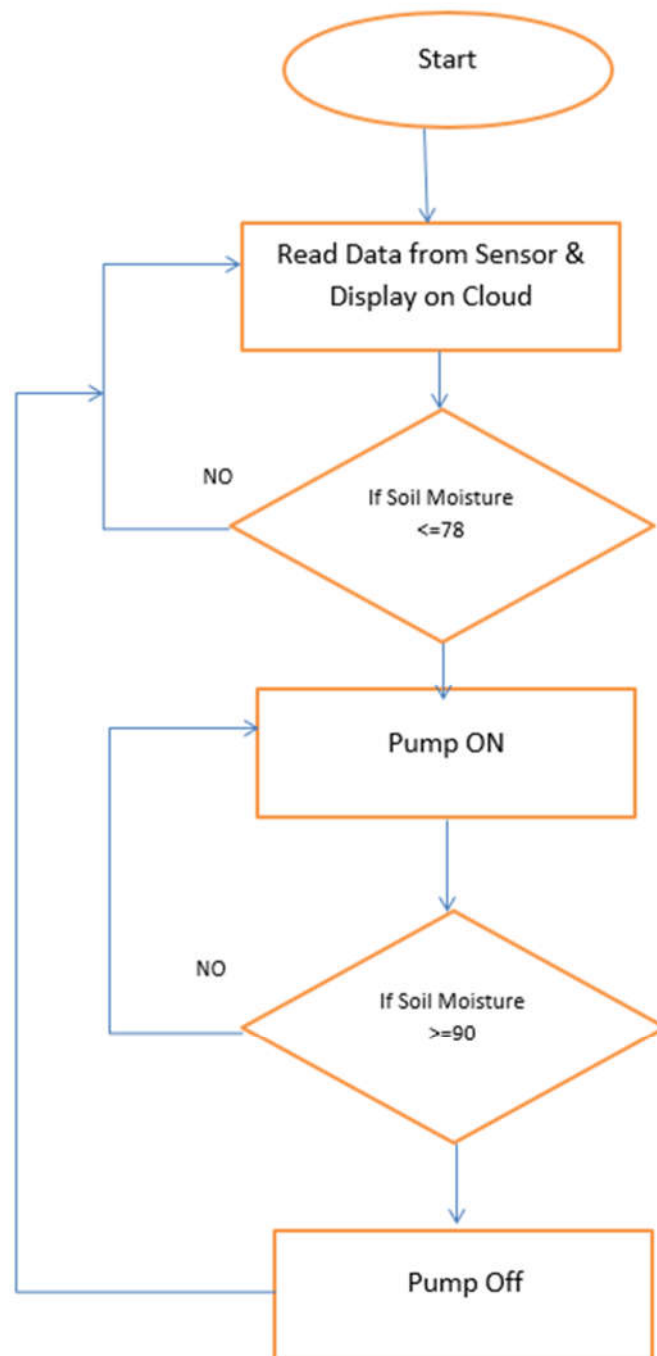 Start
Read Data from Sensor &
Display on Cloud
NO
If Soil Moisture
<=78
Pump ON
NO
If Soil Moisture
>=90
Pump Off